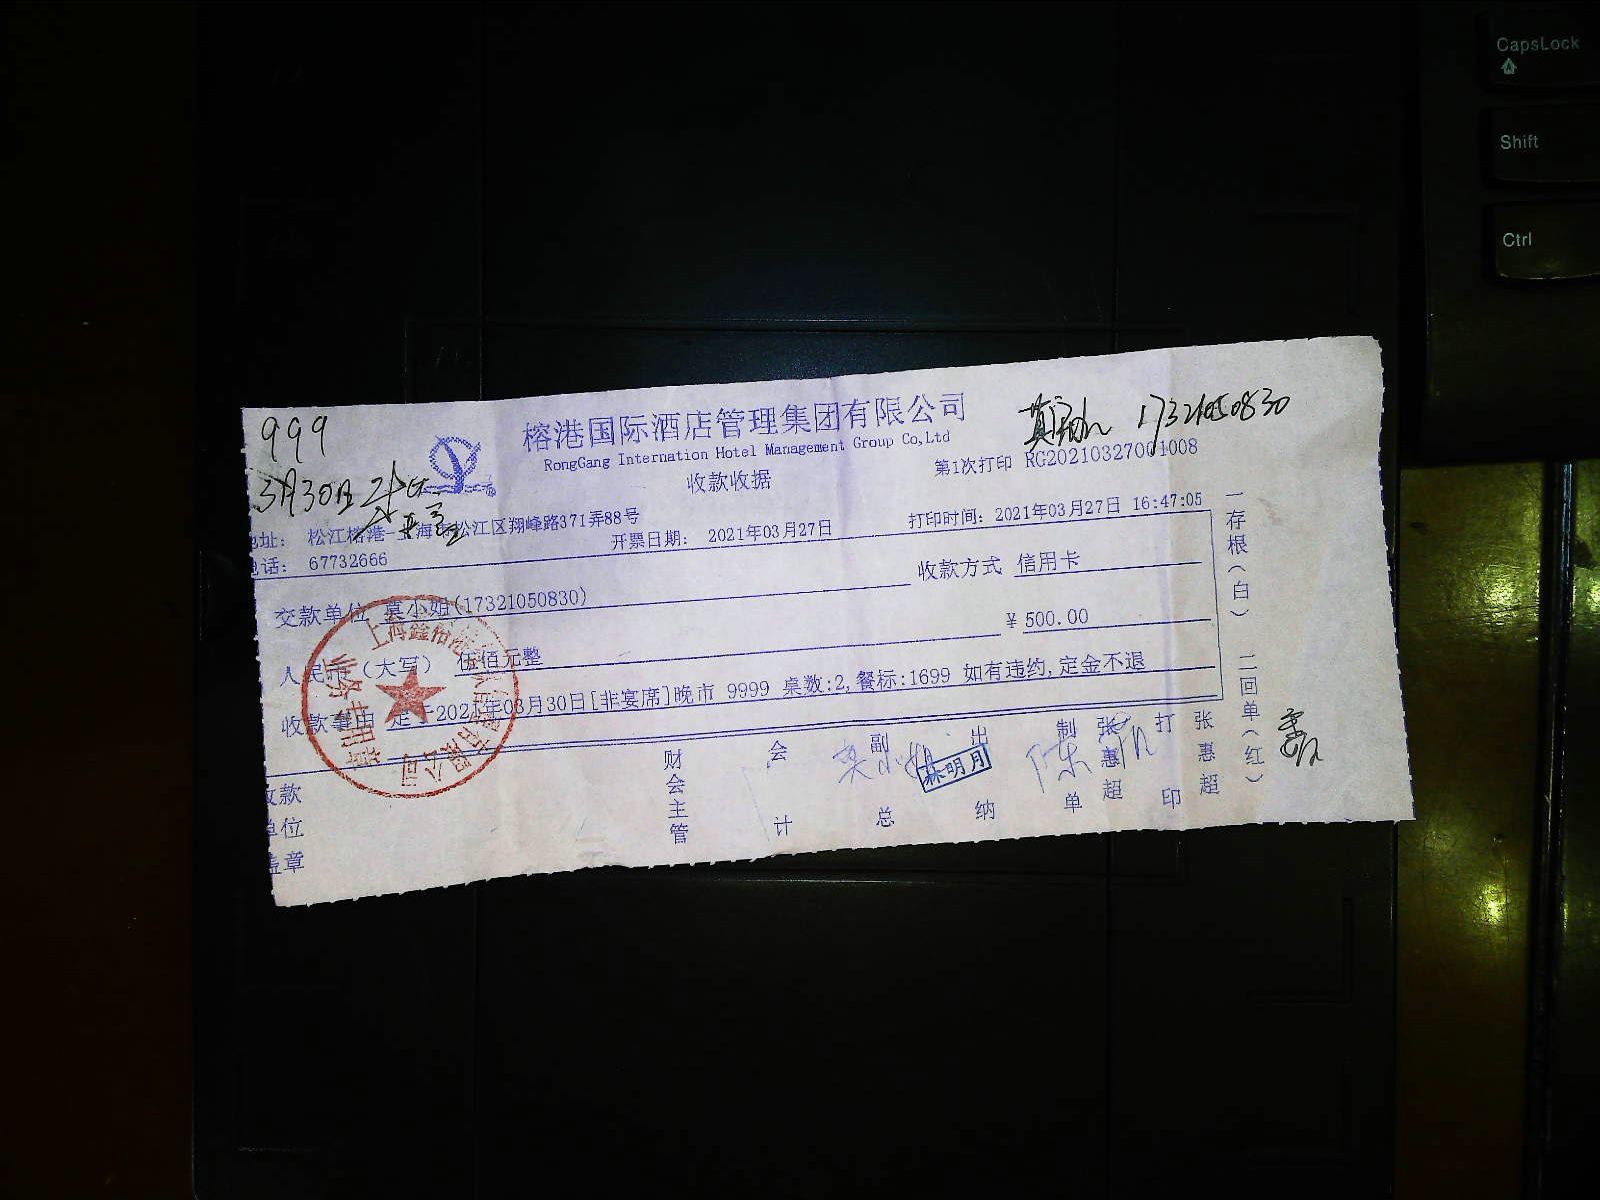 999
3月30日
榕港国际酒店管理集团有限公司
RongGang Internation Hotel Management Group Co,Ltd
收款收据
17321050830
第1次打印 RG20210327001008
地址: 松江榕港-上海市松江区翔峰路371弄88号
电话: 67732666
开票日期: 2021年03月27日
打印时间: 2021年03月27日 16:47:05
交款单位 莫小姐(17321050830)
收款方式 信用卡
人民币(大写) 伍佰元整
¥ 500.00
收款事由 定于2021年03月30日[非宴席]晚市 9999 桌数:2,餐标:1699 如有违约,定金不退
收款单位盖章
财会主管
会计
副总
出纳
林明月
制单
张惠超
打印
张惠超
一存根(白) 二回单(红)
CapsLock
Shift
Ctrl